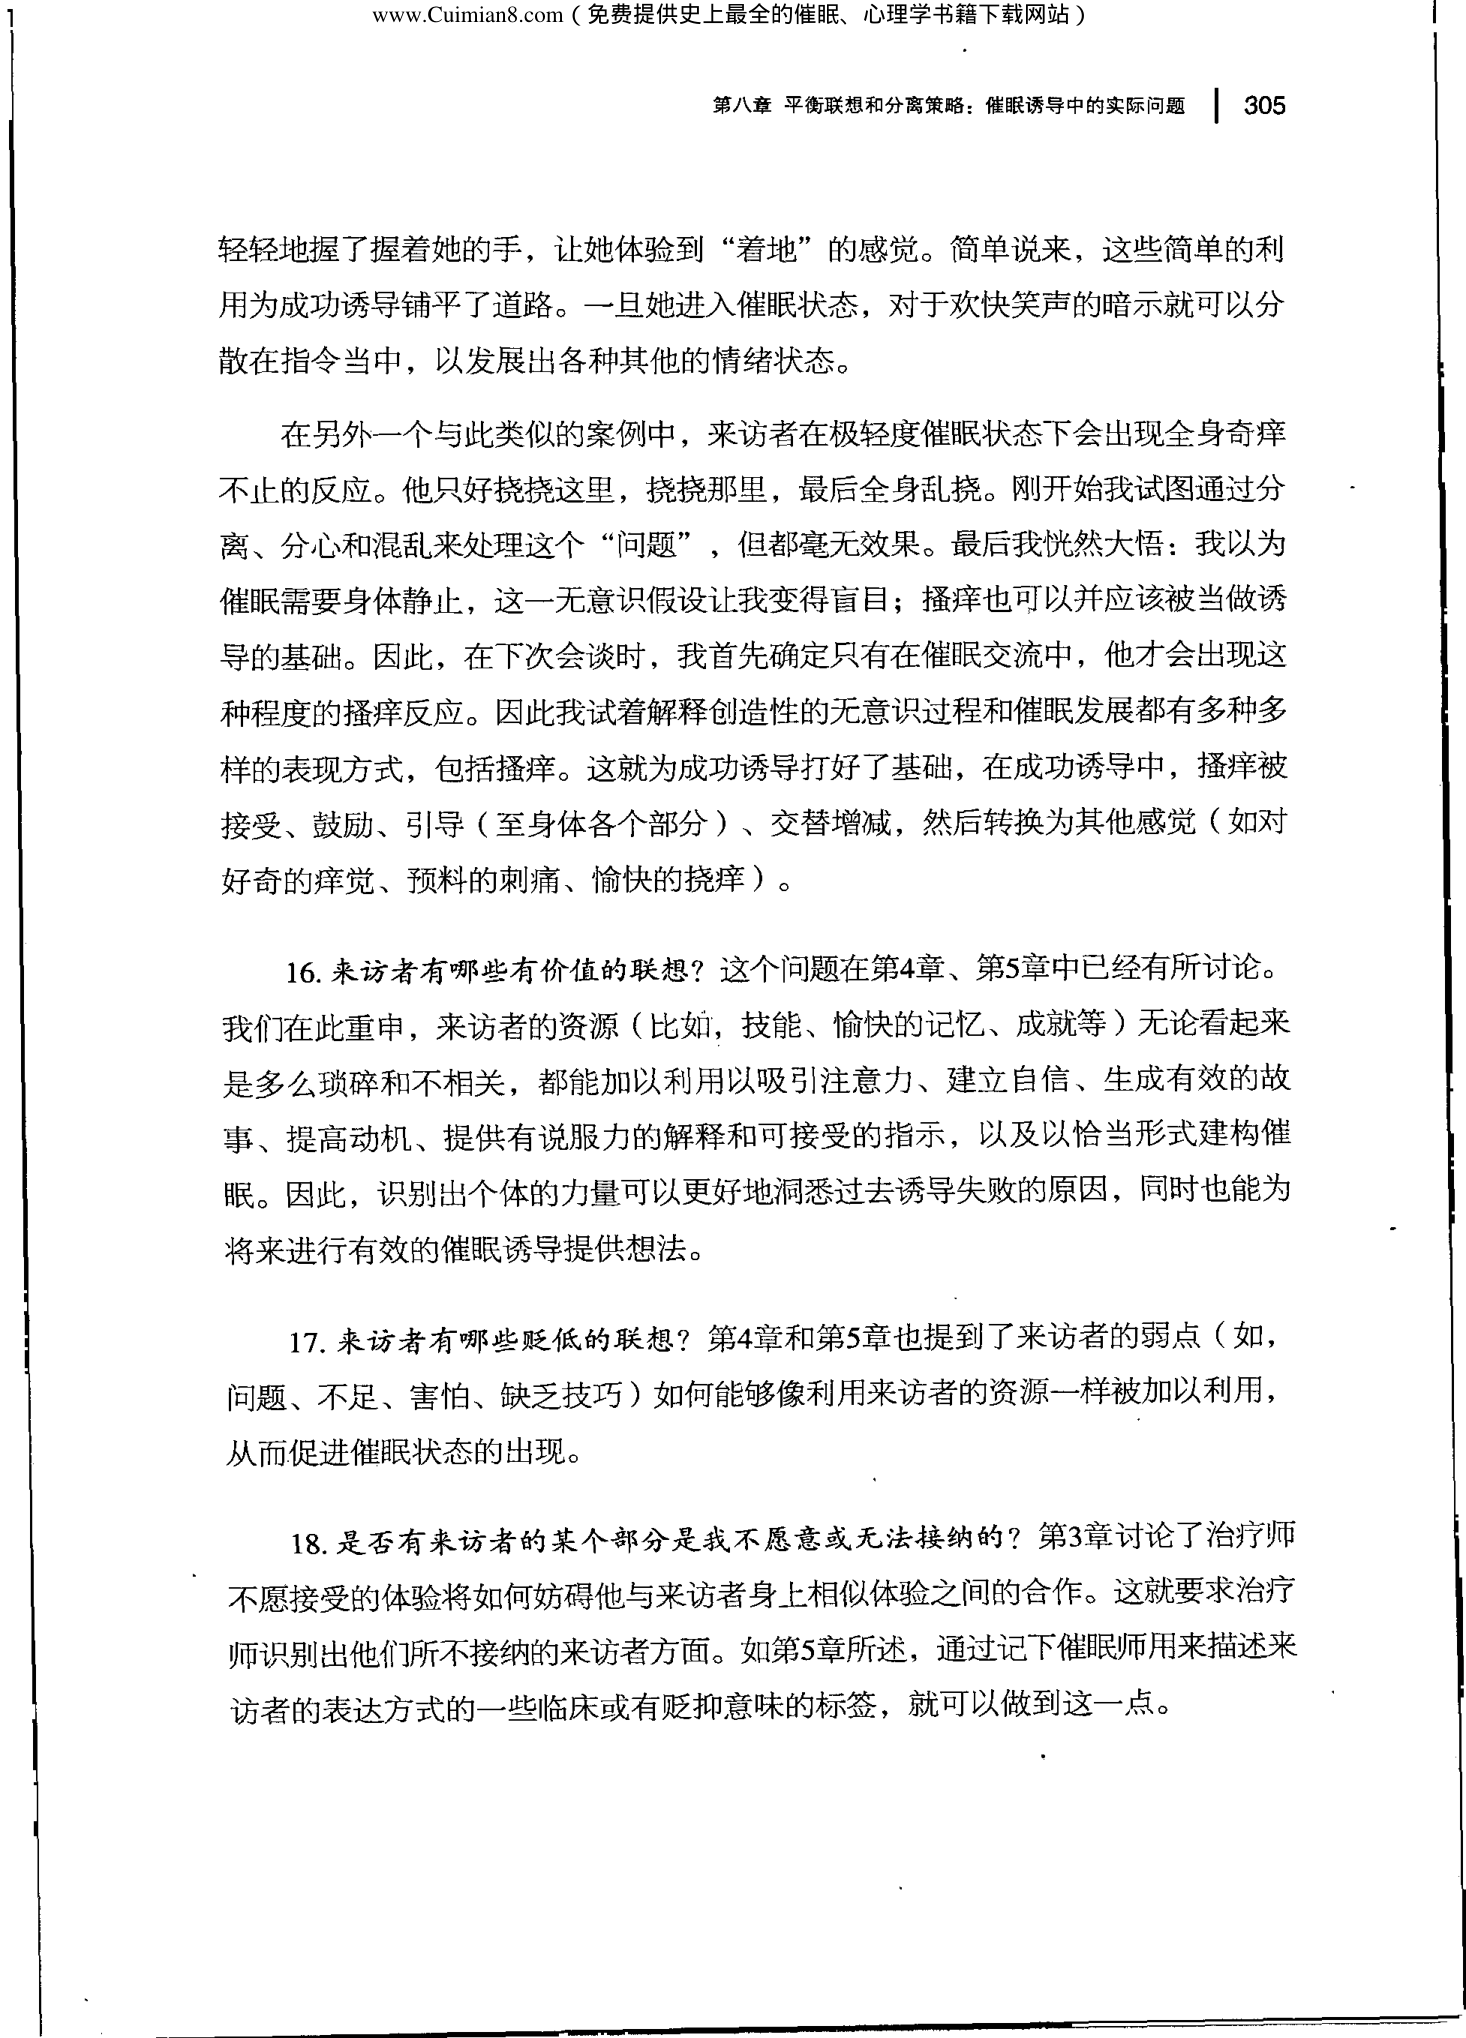 www.Cuimian8.com（免费提供史上最全的催眠、心理学书籍下载网站）
第八章 平衡联想和分离策略：催眠诱导中的实际问题 | 305
轻轻地握了握着她的手，让她体验到“着地”的感觉。简单说来，这些简单的利
用为成功诱导铺平了道路。一旦她进入催眠状态，对于欢快笑声的暗示就可以分
散在指令当中，以发展出各种其他的情绪状态。
在另外一个与此类似的案例中，来访者在极轻度催眠状态下会出现全身奇痒
不止的反应。他只好挠挠这里，挠挠那里，最后全身乱挠。刚开始我试图通过分
离、分心和混乱来处理这个“问题”，但都毫无效果。最后我恍然大悟：我以为
催眠需要身体静止，这一无意识假设让我变得盲目；搔痒也可以并应该被当做诱
导的基础。因此，在下次会谈时，我首先确定只有在催眠交流中，他才会出现这
种程度的搔痒反应。因此我试着解释创造性的无意识过程和催眠发展都有多种多
样的表现方式，包括搔痒。这就为成功诱导打好了基础，在成功诱导中，搔痒被
接受、鼓励、引导（至身体各个部分）、交替增减，然后转换为其他感觉（如对
好奇的痒觉、预料的刺痛、愉快的挠痒）。
16. 来访者有哪些有价值的联想？这个问题在第4章、第5章中已经有所讨论。
我们在此重申，来访者的资源（比如，技能、愉快的记忆、成就等）无论看起来
是多么琐碎和不相关，都能加以利用以吸引注意力、建立自信、生成有效的故
事、提高动机、提供有说服力的解释和可接受的指示，以及以恰当形式建构催
眠。因此，识别出个体的力量可以更好地洞悉过去诱导失败的原因，同时也能为
将来进行有效的催眠诱导提供想法。
17. 来访者有哪些贬低的联想？第4章和第5章也提到了来访者的弱点（如，
问题、不足、害怕、缺乏技巧）如何能够像利用来访者的资源一样被加以利用，
从而促进催眠状态的出现。
18. 是否有来访者的某个部分是我不愿意或无法接纳的？第3章讨论了治疗师
不愿接受的体验将如何妨碍他与来访者身上相似体验之间的合作。这就要求治疗
师识别出他们所不接纳的来访者方面。如第5章所述，通过记下催眠师用来描述来
访者的表达方式的一些临床或有贬抑意味的标签，就可以做到这一点。